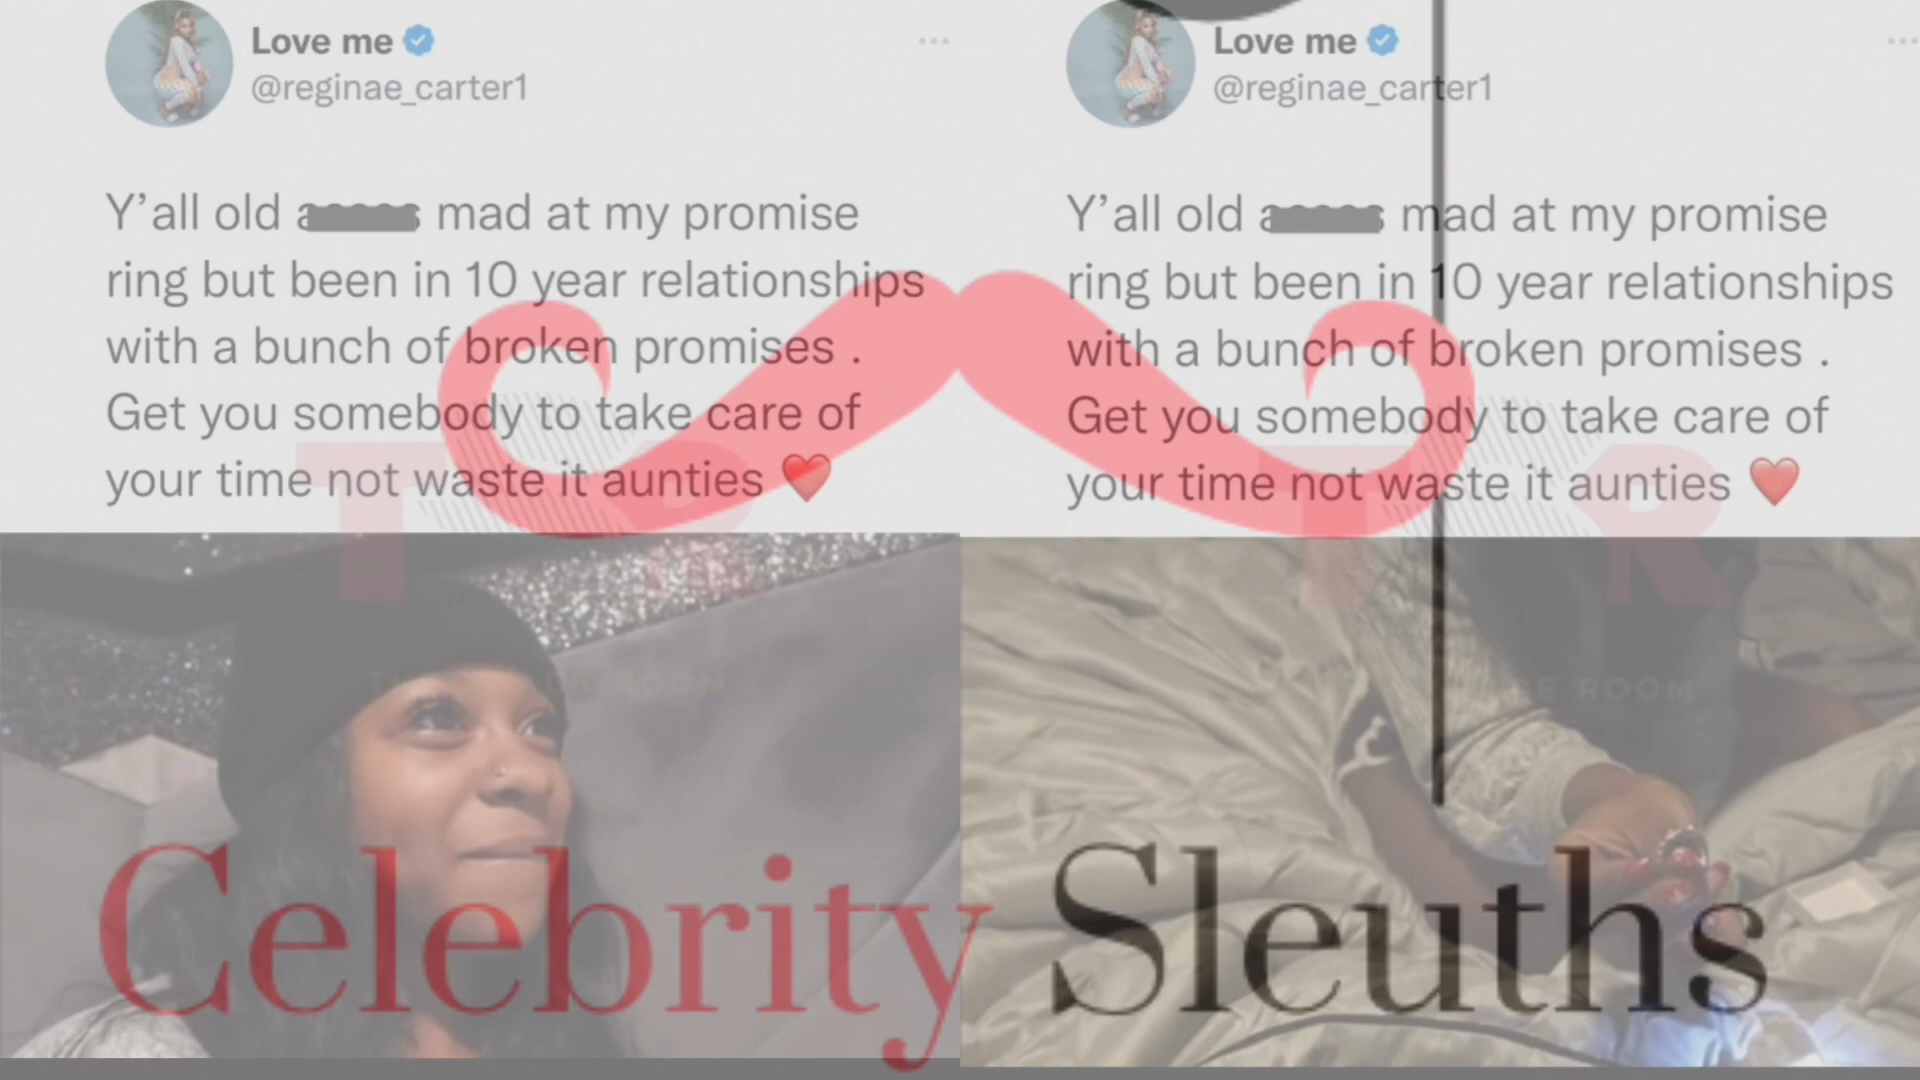 Love me
@reginae_carter1
Y’all old mad at my promise
ring but been in 10 year relationships
with a bunch of broken promises .
Get you somebody to take care of
your time not waste it aunties ❤️
Love me
@reginae_carter1
Y’all old mad at my promise
ring but been in 10 year relationships
with a bunch of broken promises .
Get you somebody to take care of
your time not waste it aunties ❤️
T R
T R
ROOM
ROOM
Celebrity Sleuths